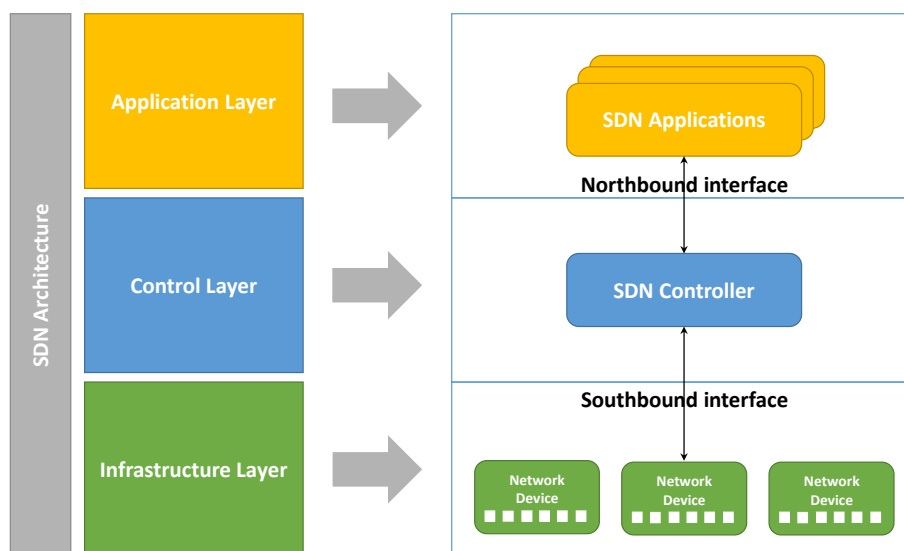 SDN Architecture
Application Layer
SDN Applications
Northbound interface
Control Layer
SDN Controller
Southbound interface
Infrastructure Layer
Network
Device
Network
Device
Network
Device